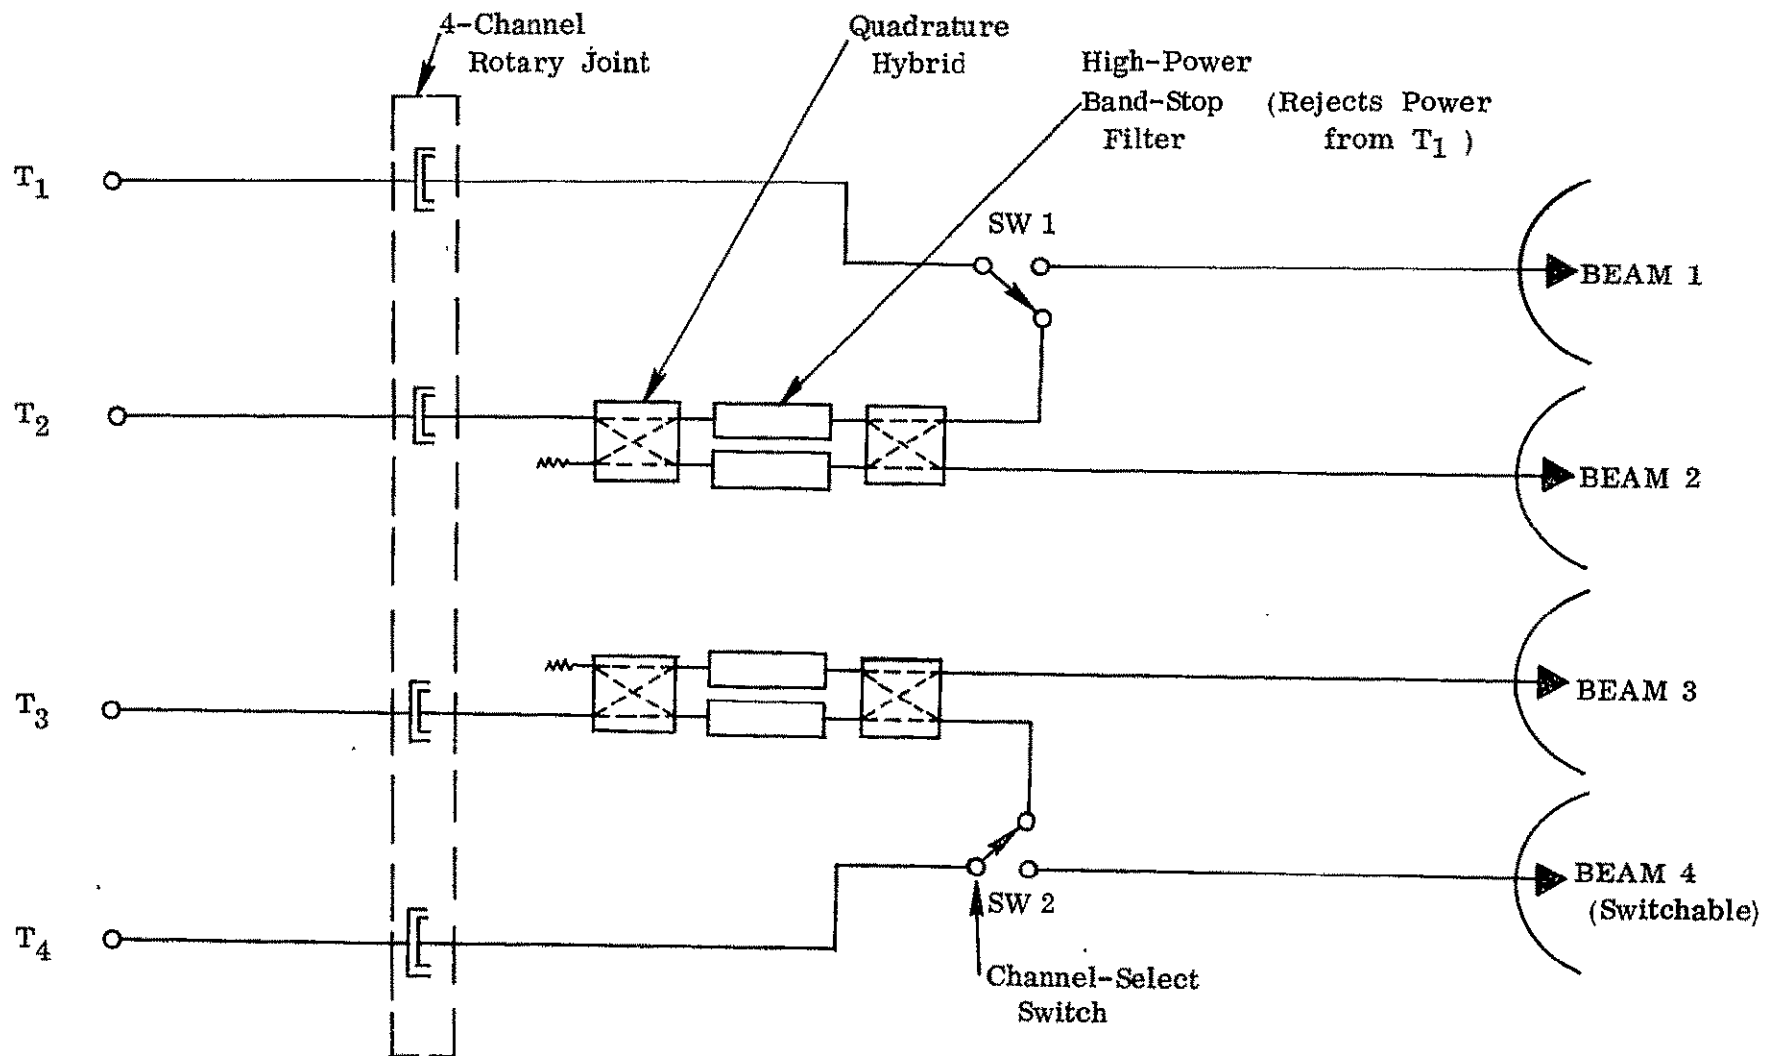 4-Channel
Rotary Joint
Quadrature
Hybrid
High-Power
Band-Stop (Rejects Power
Filter from T1 )
T1
SW 1
BEAM 1
T2
BEAM 2
T3
BEAM 3
T4
SW 2
BEAM 4
(Switchable)
Channel-Select
Switch